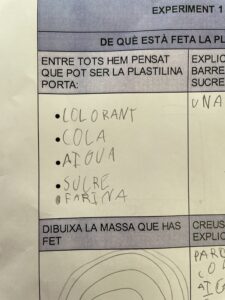 EXPERIMENT 1
DE QUÈ ESTÀ FETA LA PL
ENTRE TOTS HEM PENSAT
QUE POT SER LA PLASTILINA
PORTA:
• COLORANT
• COLA
• AIGUA
• SUCRE
• FARINA
EXPLIC
BARRE
SUCRE
UNA
DIBUIXA LA MASSA QUE HAS
FET
CREUS
EXPLIC